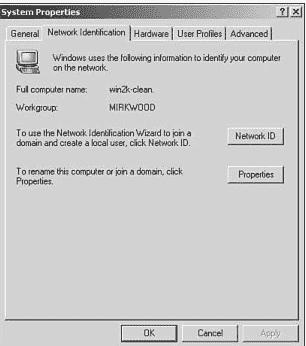 System Properties
? X
General Network Identification Hardware User Profiles Advanced
Windows uses the following information to identify your computer
on the network.
Full computer name: win2k-clean.
Workgroup: MIRKWOOD
To use the Network Identification Wizard to join a
domain and create a local user, click Network ID.
Network ID
To rename this computer or join a domain, click
Properties.
Properties
OK Cancel Apply